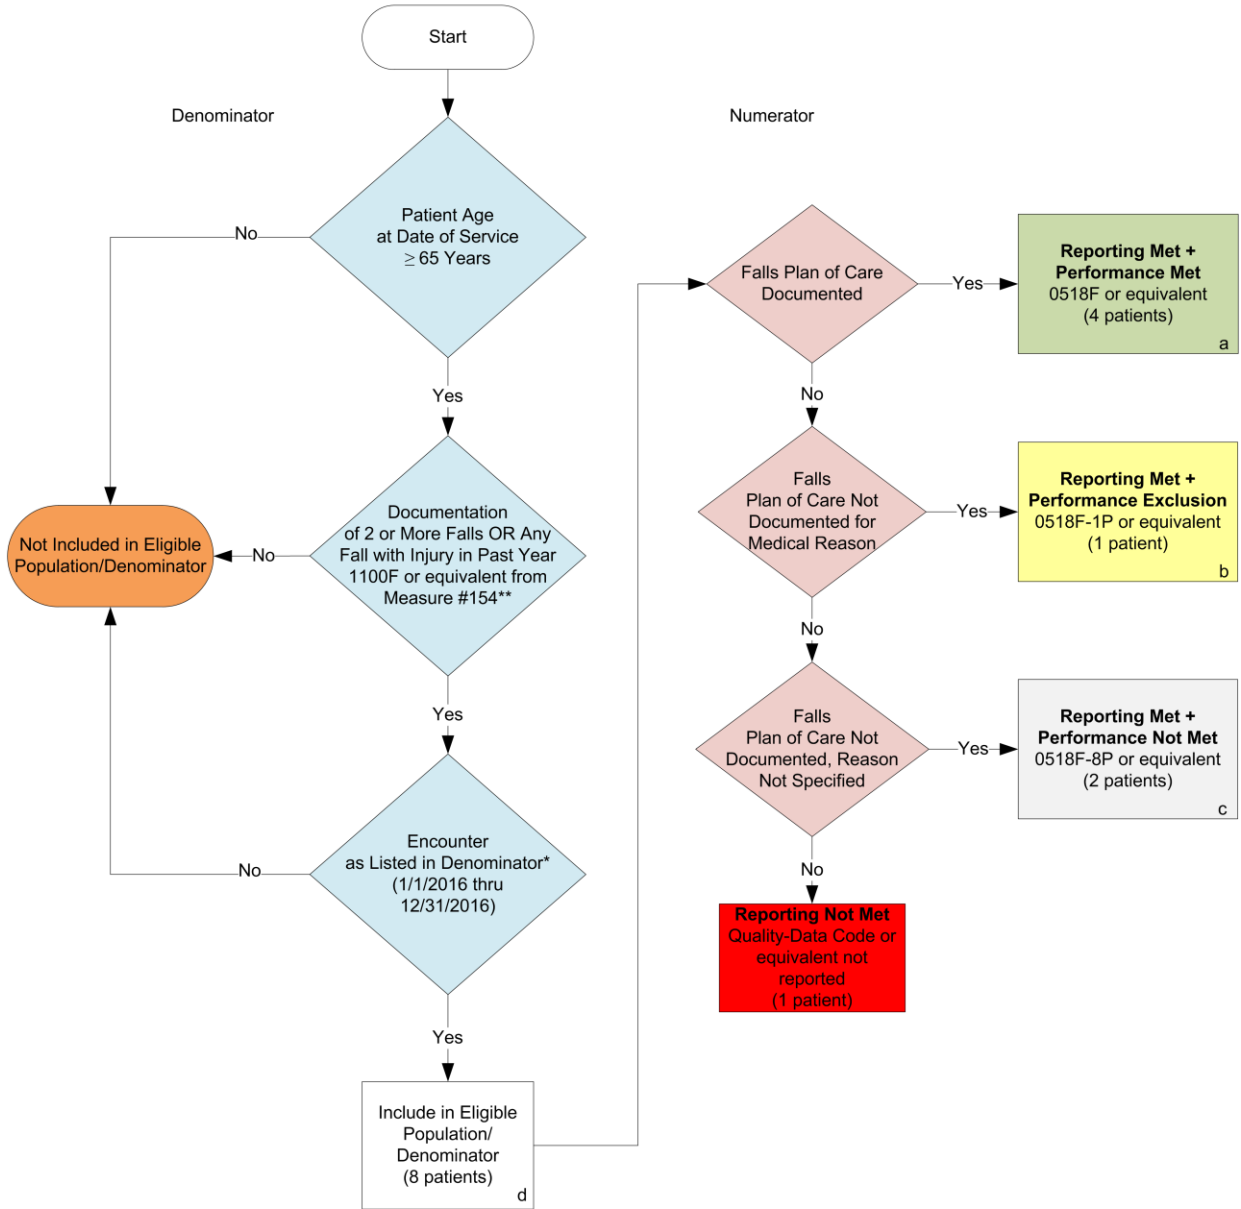 Start
Denominator
Numerator
Patient Age
at Date of Service
≥ 65 Years
No
Yes
Documentation
of 2 or More Falls OR Any
Fall with Injury in Past Year
1100F or equivalent from
Measure #154**
No
Not Included in Eligible
Population/Denominator
Yes
Encounter
as Listed in Denominator*
(1/1/2016 thru
12/31/2016)
No
Yes
Include in Eligible
Population/
Denominator
(8 patients)
d
Falls Plan of Care
Documented
Yes
Reporting Met +
Performance Met
0518F or equivalent
(4 patients)
a
No
Falls
Plan of Care Not
Documented for
Medical Reason
Yes
Reporting Met +
Performance Exclusion
0518F-1P or equivalent
(1 patient)
b
No
Falls
Plan of Care Not
Documented, Reason
Not Specified
Yes
Reporting Met +
Performance Not Met
0518F-8P or equivalent
(2 patients)
c
No
Reporting Not Met
Quality-Data Code or
equivalent not
reported
(1 patient)